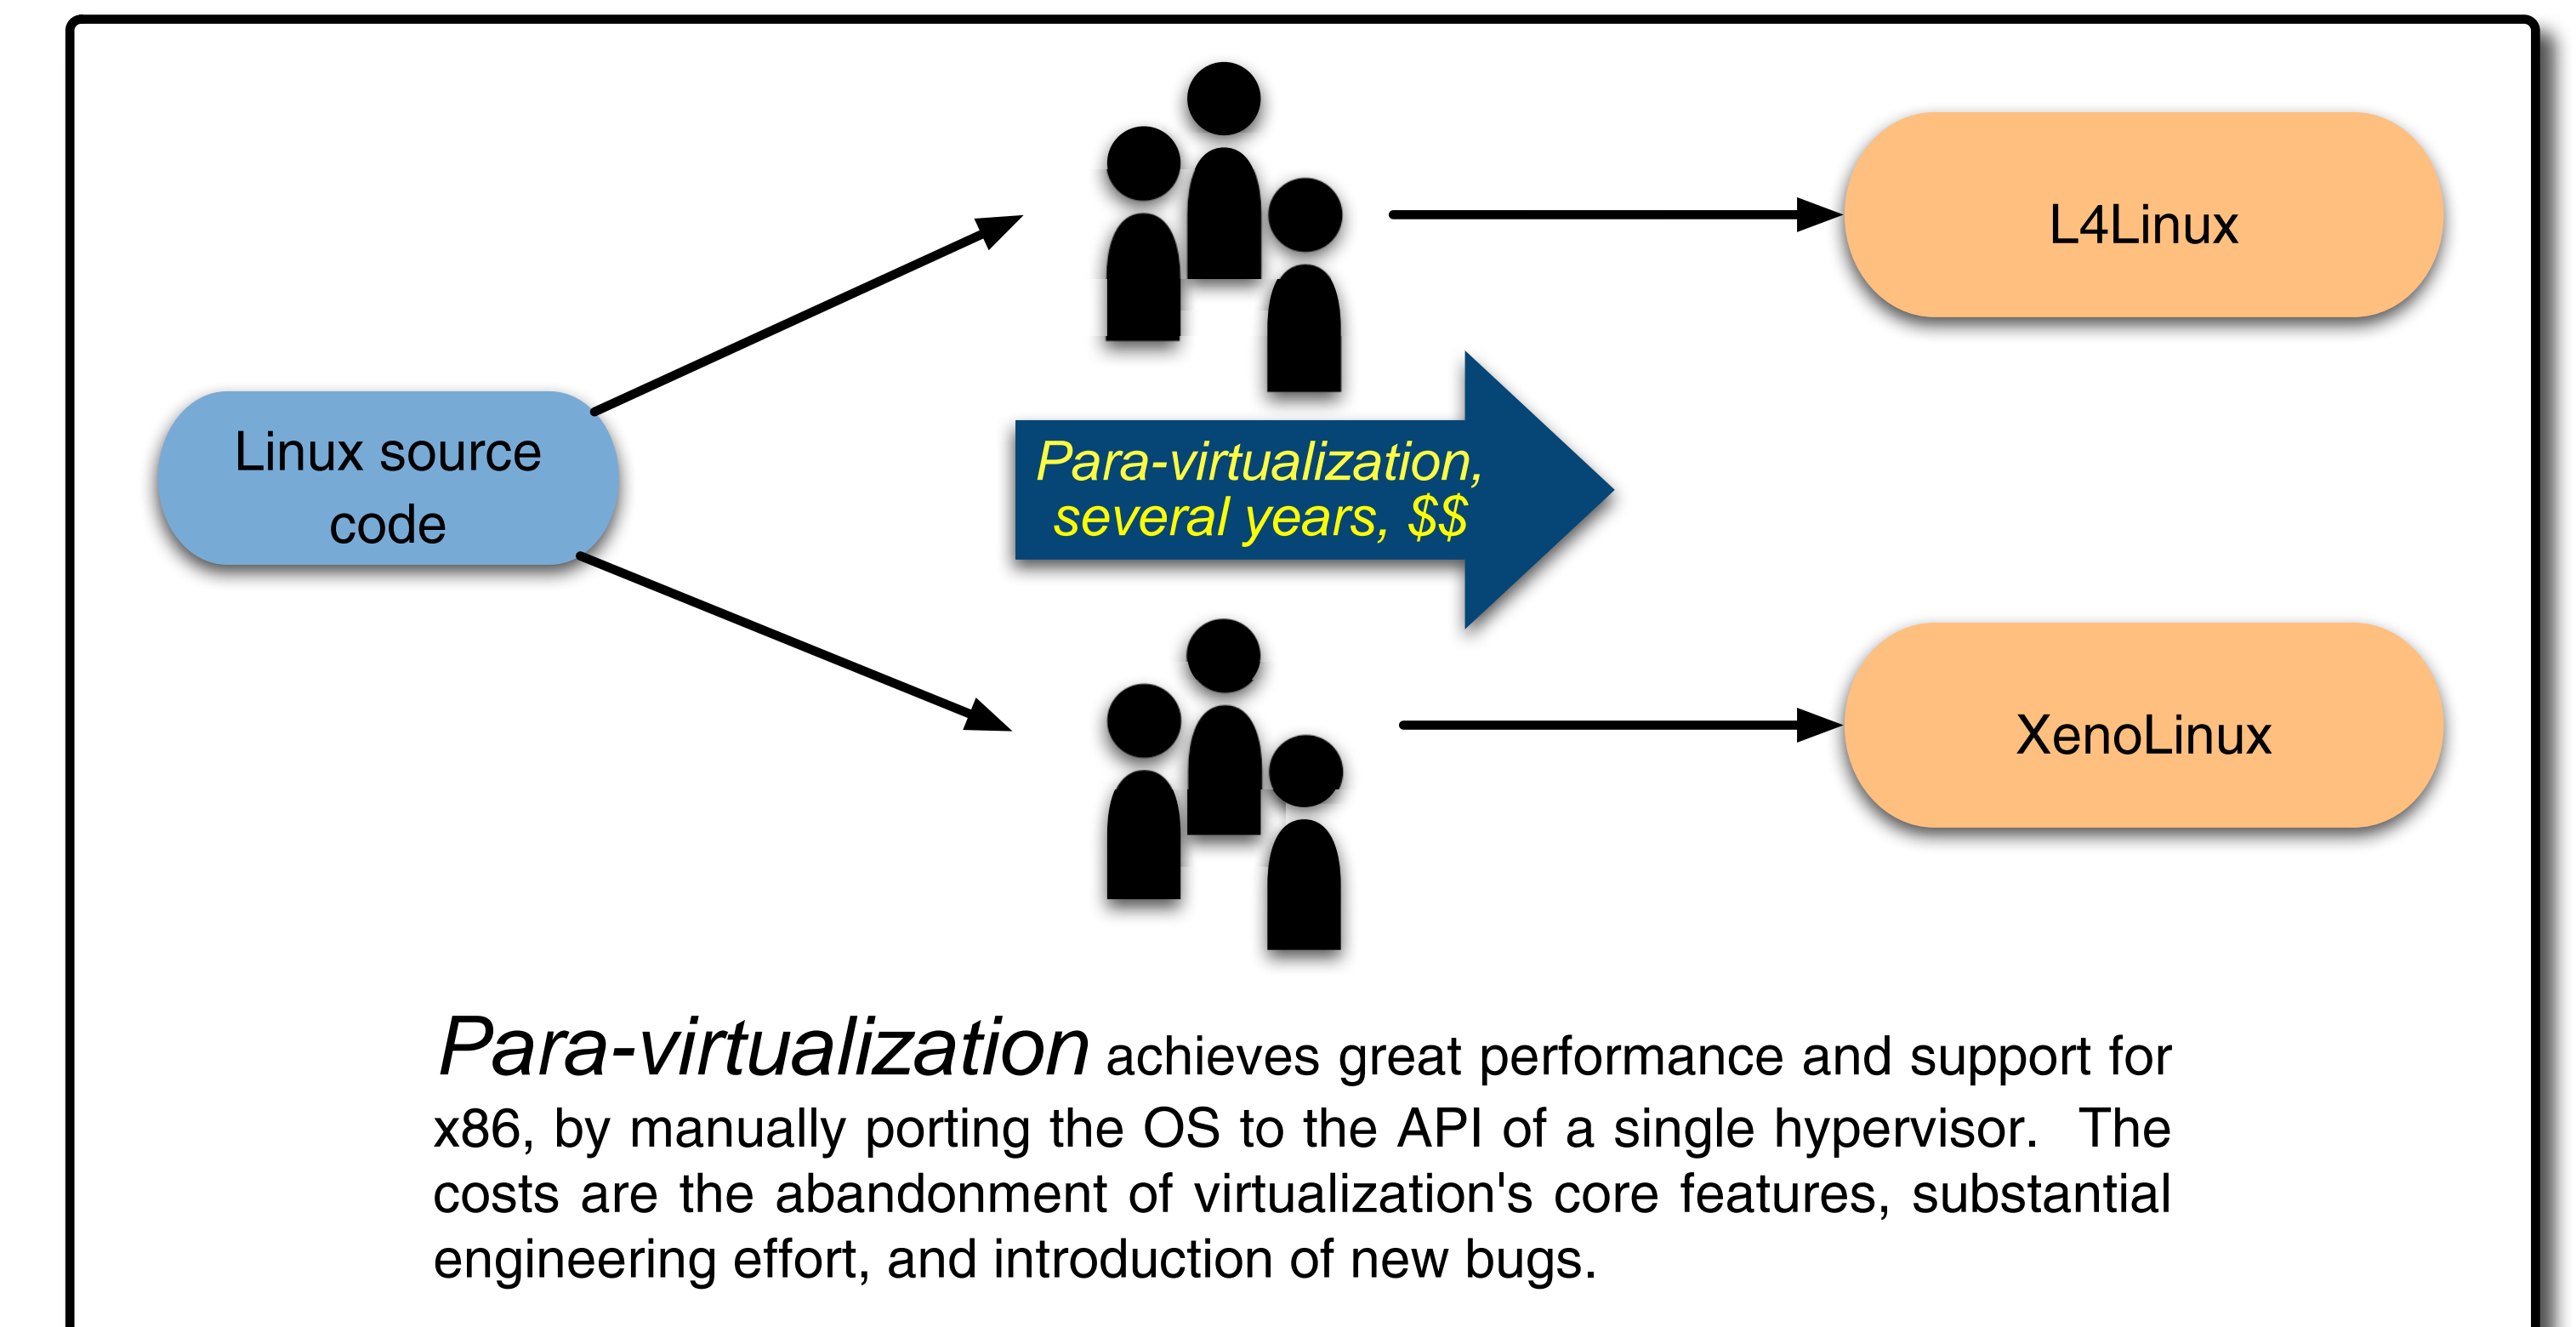 L4Linux
Linux source
code
Para-virtualization,
several years, $$
XenoLinux
Para-virtualization achieves great performance and support for
x86, by manually porting the OS to the API of a single hypervisor. The
costs are the abandonment of virtualization's core features, substantial
engineering effort, and introduction of new bugs.